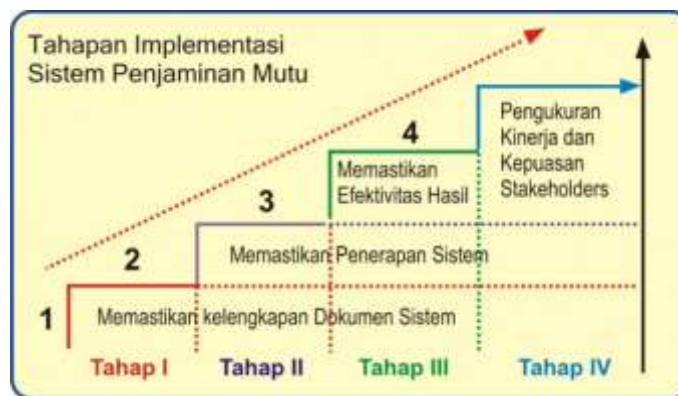 Tahapan Implementasi
Sistem Penjaminan Mutu
4
Pengukuran
Kinerja dan
Kepuasan
Stakeholders
Memastikan
Efektivitas Hasil
3
2
Memastikan Penerapan Sistem
1
Memastikan kelengkapan Dokumen Sistem
Tahap I
Tahap II
Tahap III
Tahap IV